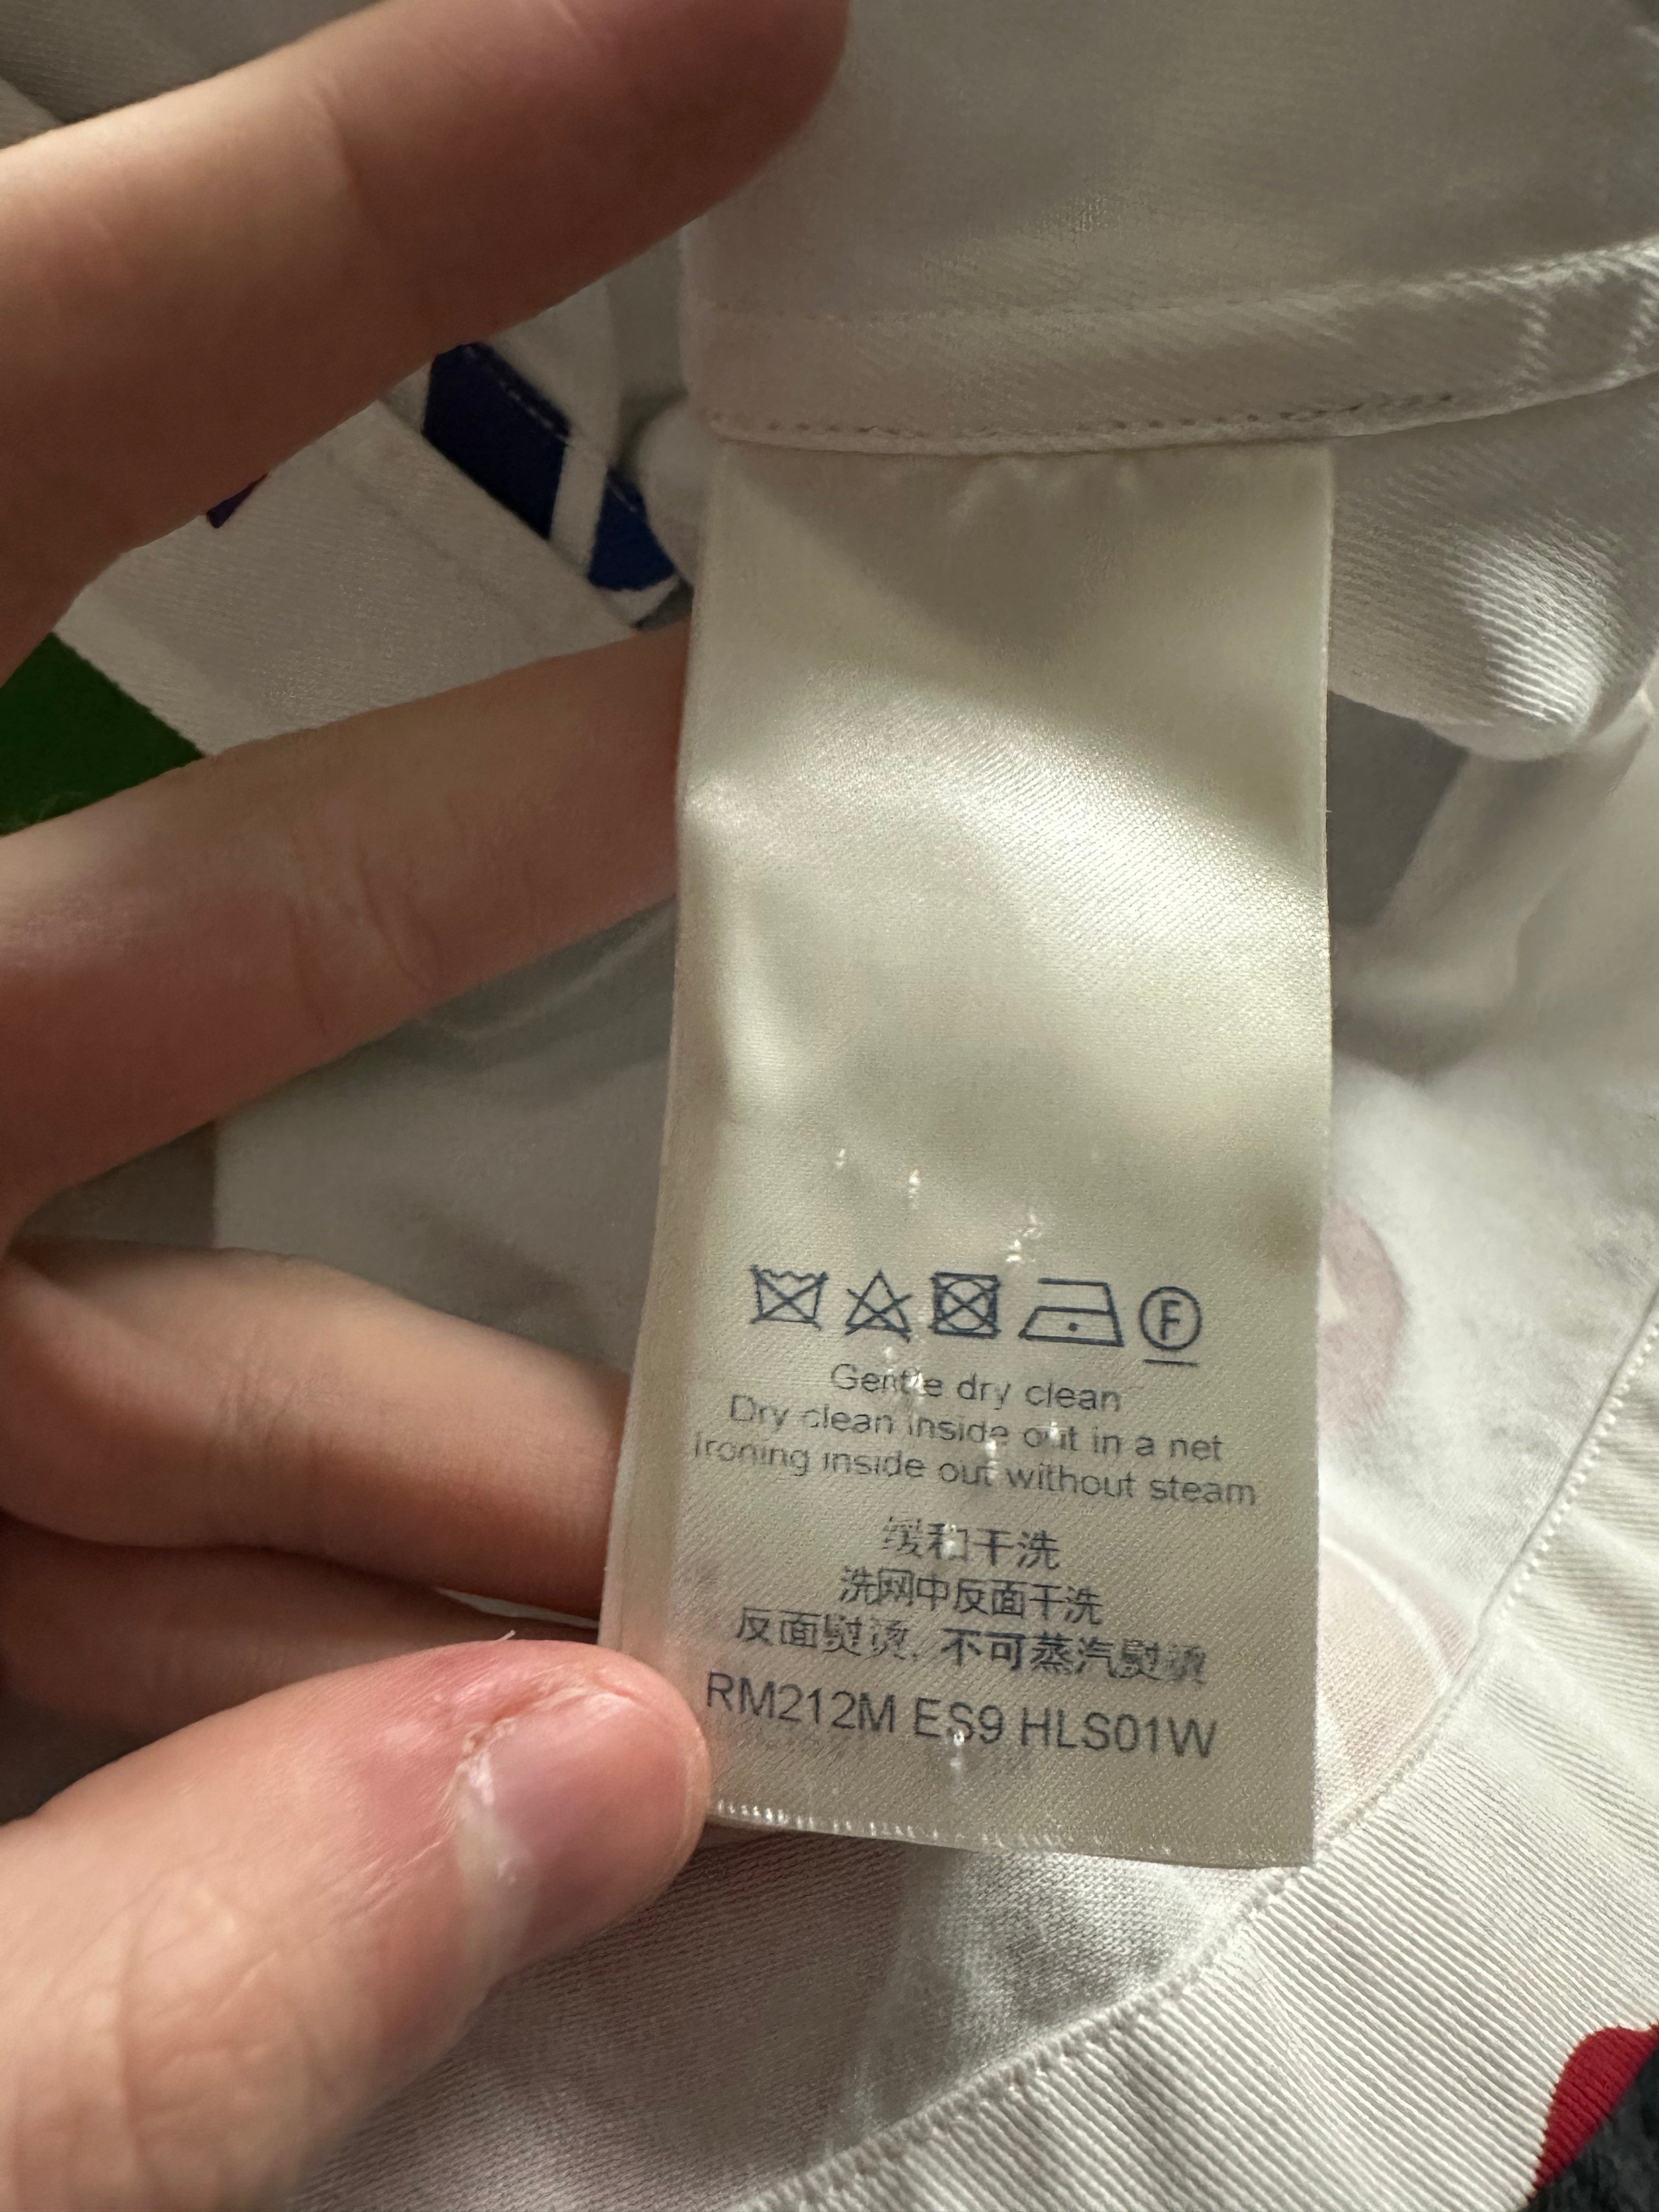 F
Gentle dry clean
Dry clean inside out in a net
Ironing inside out without steam
缓和干洗
洗网中反面干洗
反面熨烫, 不可蒸汽熨烫
RM212M ES9 HLS01W